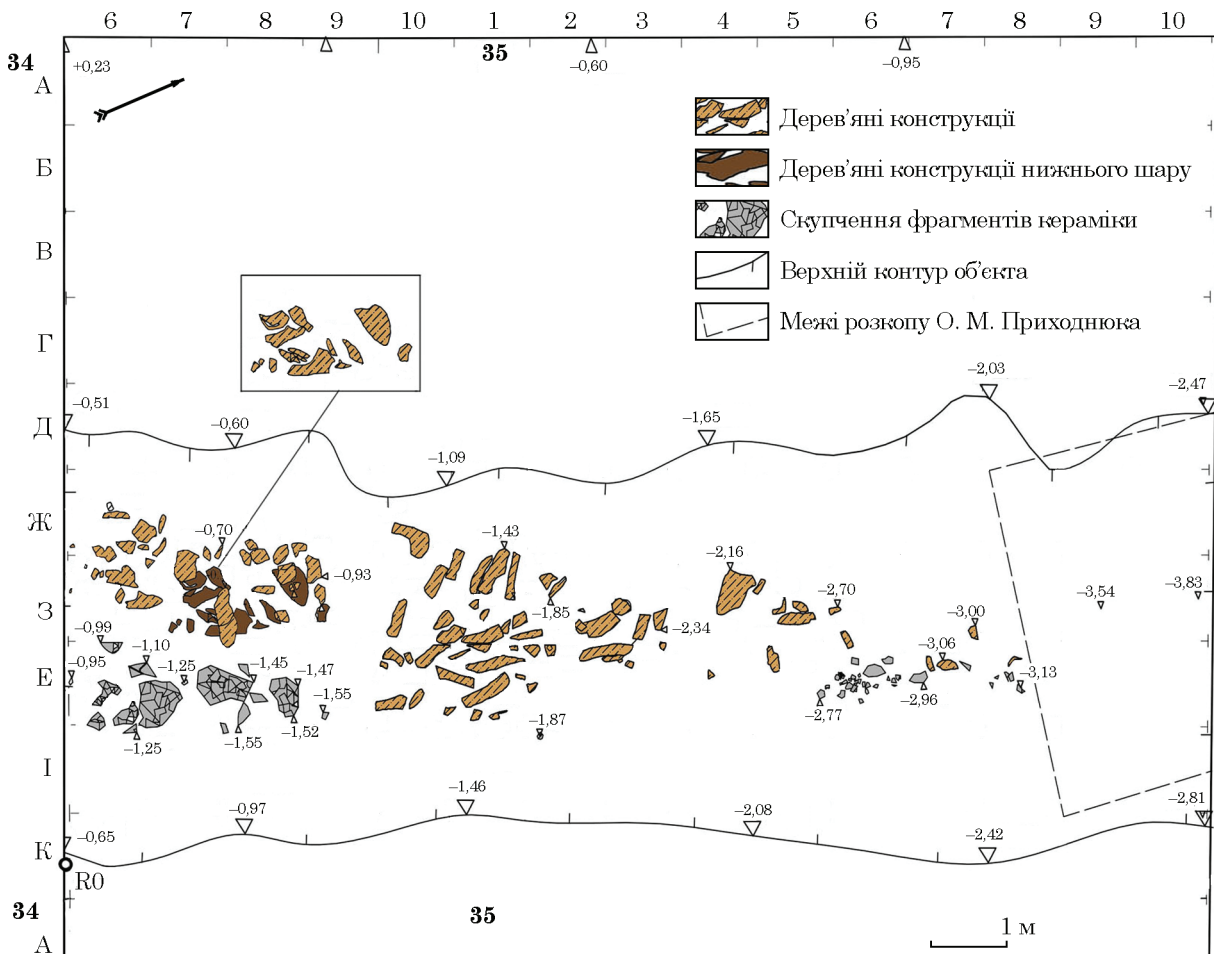 6 7 8 9 10 1 2 3 4 5 6 7 8 9 10
34 35
+0,23 –0,60 –0,95
А
Дерев'яні конструкції
Б
Дерев'яні конструкції нижнього шару
Скупчення фрагментів кераміки
В
Верхній контур об'єкта
Межі розкопу О. М. Приходнюка
Г
–2,03
–2,47
–0,51
–0,60
–1,65
Д
–1,09
Ж
–0,70
–1,43
–2,16
–0,93
–2,70
–3,54
–3,83
З
–1,85
–3,00
–0,99
–2,34
–1,10
–3,06
–0,95
–1,25
–1,45
–1,47
Е
–3,13
–1,55
–2,77
–2,96
–1,52
–1,87
–1,25
–1,55
І
–1,46
–0,97
–2,08
–2,81
–0,65
–2,42
К
R0
34 35
1 м
А